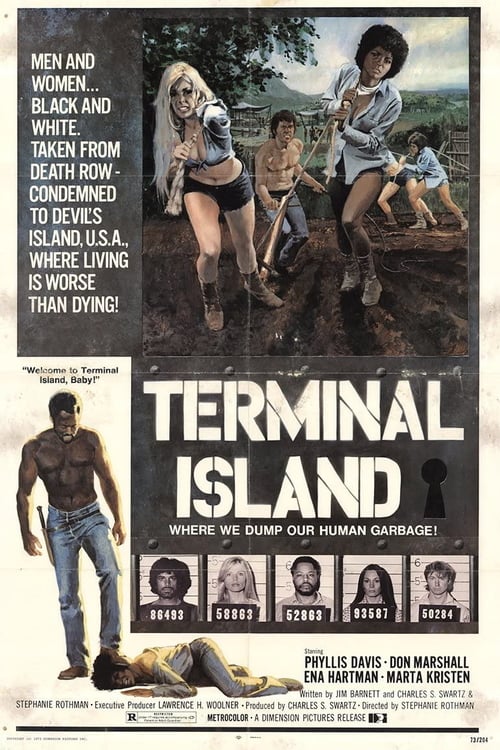 MEN AND
WOMEN...
BLACK AND
WHITE.
TAKEN FROM
DEATH ROW-
CONDEMNED
TO DEVIL'S
ISLAND, U.S.A.,
WHERE LIVING
IS WORSE
THAN DYING!
"Welcome to Terminal
Island, Baby!"
TERMINAL
ISLAND
WHERE WE DUMP OUR HUMAN GARBAGE!
86493
58863
52863
93587
50284
Starring
PHYLLIS DAVIS · DON MARSHALL
ENA HARTMAN · MARTA KRISTEN
Written by JIM BARNETT and CHARLES S. SWARTZ &
STEPHANIE ROTHMAN · Executive Producer LAWRENCE H. WOOLNER · Produced by CHARLES S. SWARTZ · Directed by STEPHANIE ROTHMAN
R RESTRICTED
METROCOLOR · A DIMENSION PICTURES RELEASE
73/204